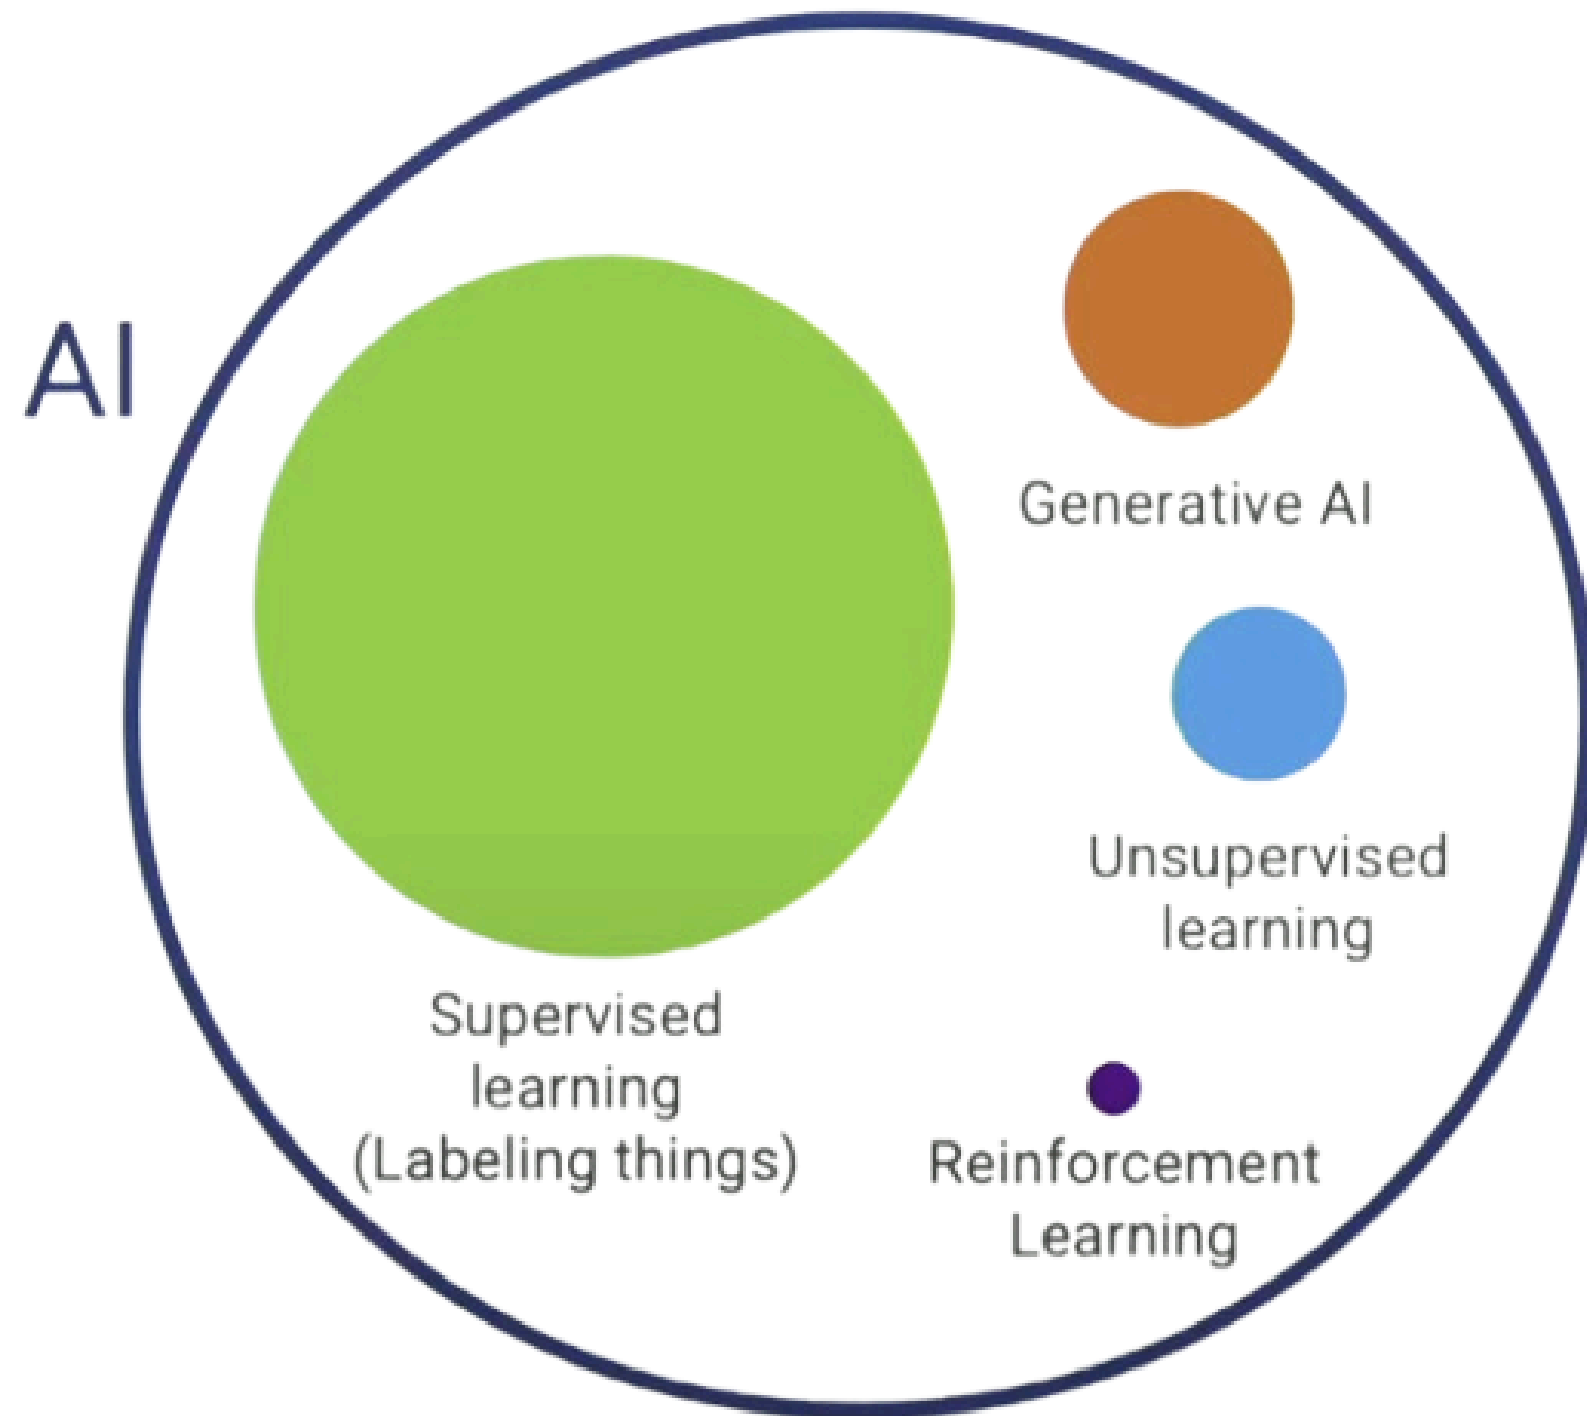 AI
Generative AI
Unsupervised
learning
Supervised
learning
(Labeling things)
Reinforcement
Learning